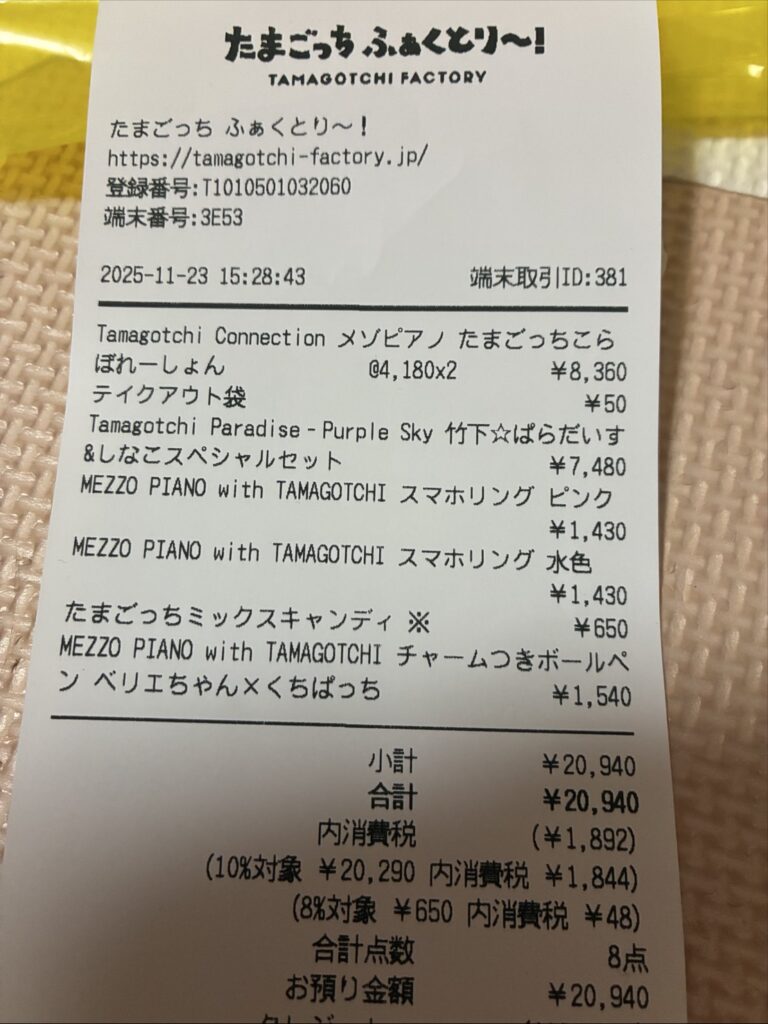 たまごっち ふぁくとり〜!
TAMAGOTCHI FACTORY
たまごっち ふぁくとり〜！
https://tamagotchi-factory.jp/
登録番号:T1010501032060
端末番号:3E53
2025-11-23 15:28:43 端末取引ID:381
Tamagotchi Connection メゾピアノ たまごっちこら
ぼれーしょん @4,180x2 ¥8,360
テイクアウト袋 ¥50
Tamagotchi Paradise‐Purple Sky 竹下☆ぱらだいす
&しなこスペシャルセット ¥7,480
MEZZO PIANO with TAMAGOTCHI スマホリング ピンク
¥1,430
MEZZO PIANO with TAMAGOTCHI スマホリング 水色
¥1,430
たまごっちミックスキャンディ ※ ¥650
MEZZO PIANO with TAMAGOTCHI チャームつきボールペ
ン ベリエちゃん×くちぱっち ¥1,540
小計 ¥20,940
合計 ¥20,940
内消費税 (¥1,892)
(10%対象 ¥20,290 内消費税 ¥1,844)
(8%対象 ¥650 内消費税 ¥48)
合計点数 8点
お預り金額 ¥20,940